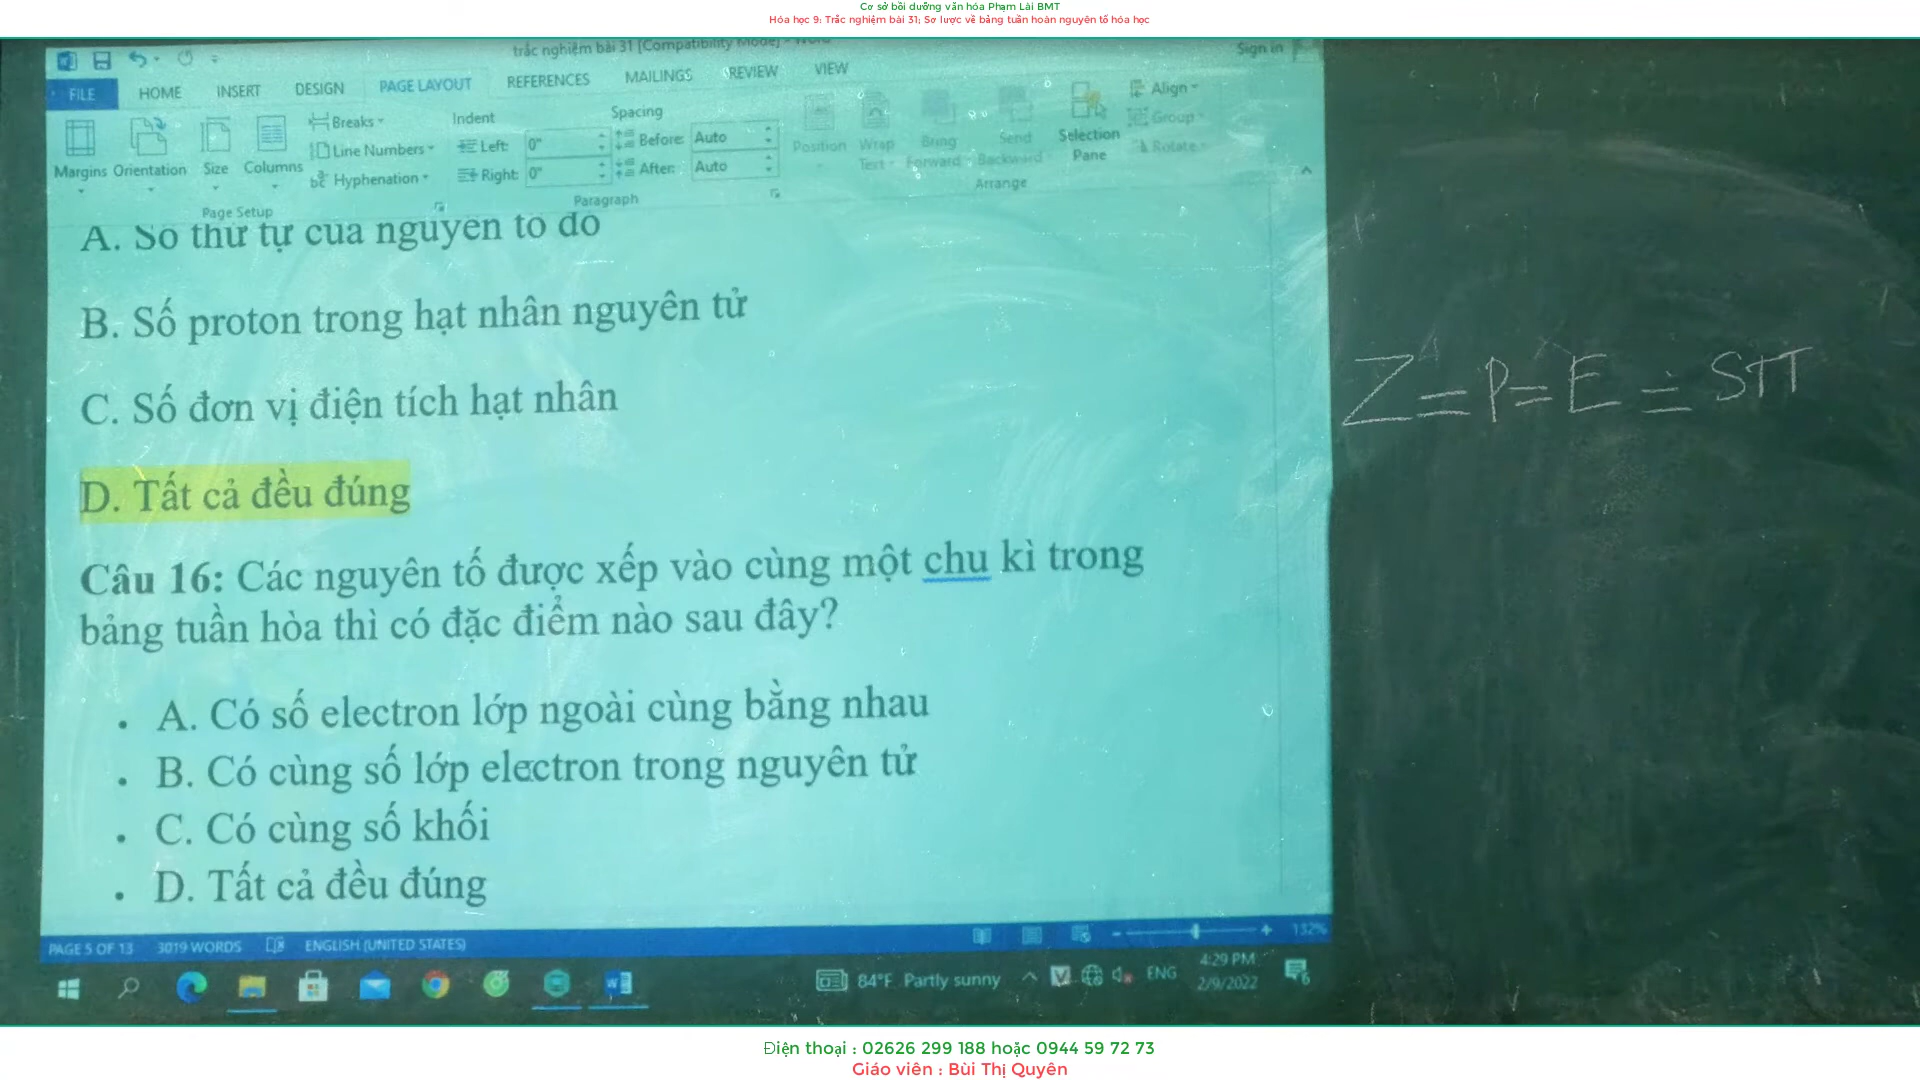 Cơ sở bồi dưỡng văn hóa Phạm Lài BMT
Hóa học 9: Trắc nghiệm bài 31; Sơ lược về bảng tuần hoàn nguyên tố hóa học
trắc nghiệm bài 31 [Compatibility Mode] - Word
Sign in
FILE HOME INSERT DESIGN PAGE LAYOUT REFERENCES MAILINGS REVIEW VIEW
Margins Orientation Size Columns
Breaks
Line Numbers
Hyphenation
Page Setup
Indent
Left: 0"
Right: 0"
Spacing
Before: Auto
After: Auto
Paragraph
Position Wrap Text Bring Forward Send Backward Selection Pane
Align
Group
Rotate
Arrange
A. Số thứ tự của nguyên tố đó
B. Số proton trong hạt nhân nguyên tử
C. Số đơn vị điện tích hạt nhân
D. Tất cả đều đúng
Câu 16: Các nguyên tố được xếp vào cùng một chu kì trong
bảng tuần hòa thì có đặc điểm nào sau đây?
• A. Có số electron lớp ngoài cùng bằng nhau
• B. Có cùng số lớp electron trong nguyên tử
• C. Có cùng số khối
• D. Tất cả đều đúng
Z=P=E=STT
PAGE 5 OF 13 3019 WORDS ENGLISH (UNITED STATES) 132%
84°F Partly sunny ENG 4:29 PM
2/9/2022
6
Điện thoại : 02626 299 188 hoặc 0944 59 72 73
Giáo viên : Bùi Thị Quyên